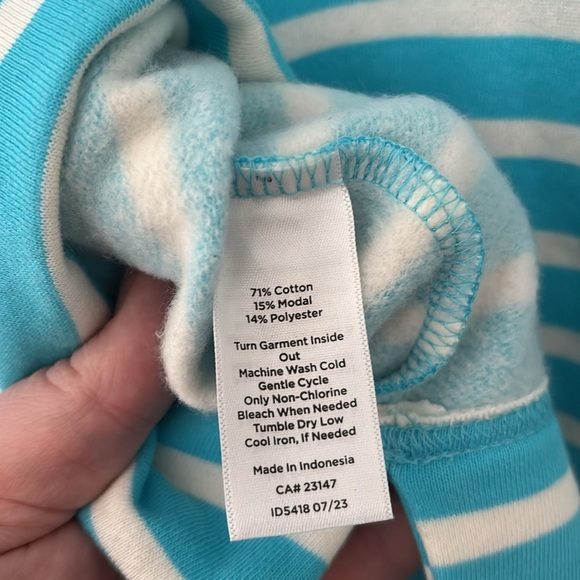 71% Cotton
15% Modal
14% Polyester
Turn Garment Inside
Out
Machine Wash Cold
Gentle Cycle
Only Non-Chlorine
Bleach When Needed
Tumble Dry Low
Cool Iron, If Needed
Made In Indonesia
CA# 23147
ID5418 07/23